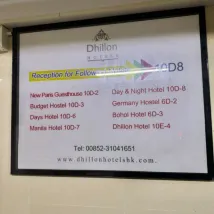 Dhillon
HOTELS
Reception for Follow 10D8
New Paris Guesthouse 10D-2
Budget Hostel 10D-3
Days Hotel 10D-6
Manila Hotel 10D-7
Day & Night Hotel 10D-8
Germany Hostel 6D-2
Bohol Hotel 6D-3
Dhillon Hotel 10E-4
Tel: 00852-31041651
www.dhillonhotelshk.com